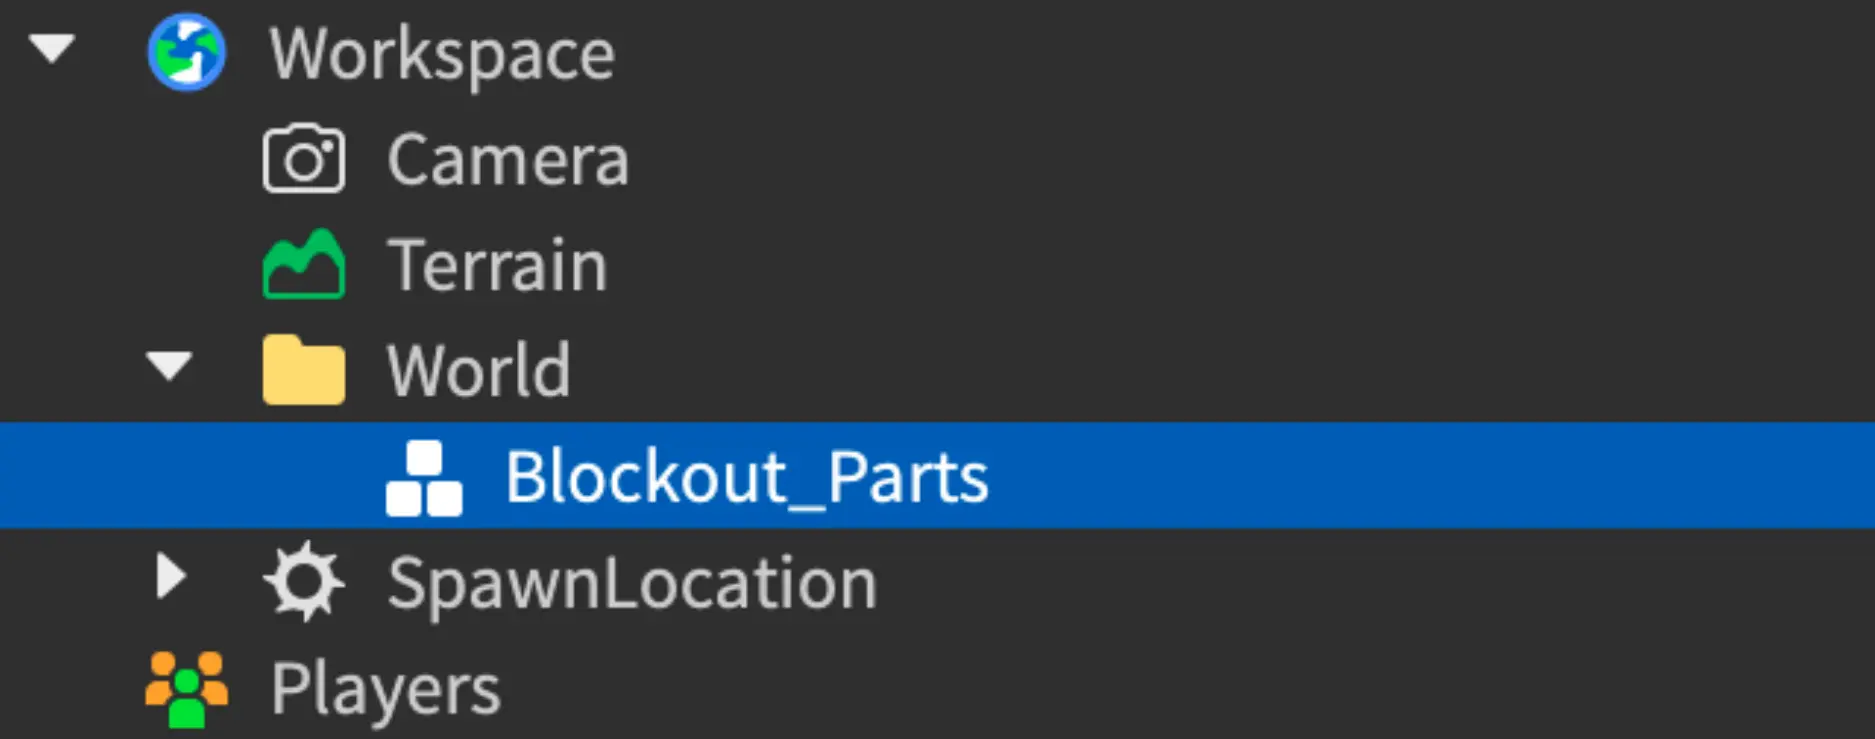 Workspace
Camera
Terrain
World
Blockout_Parts
SpawnLocation
Players